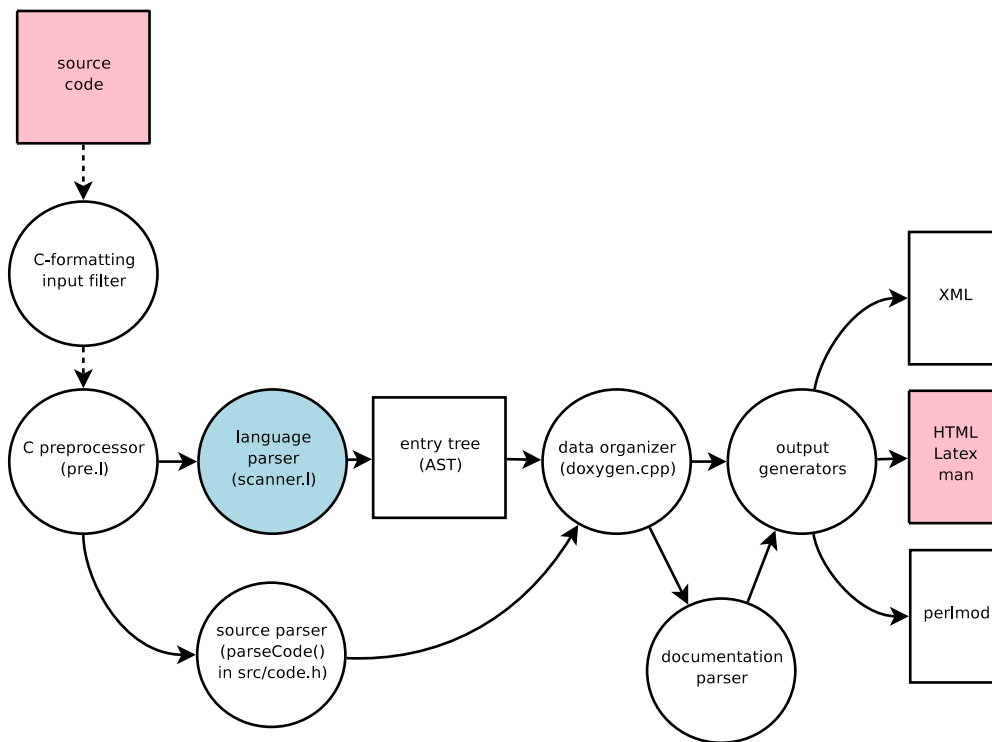 source
code
C-formatting
input filter
XML
C preprocessor
(pre.l)
language
parser
(scanner.l)
entry tree
(AST)
data organizer
(doxygen.cpp)
output
generators
HTML
Latex
man
source parser
(parseCode()
in src/code.h)
documentation
parser
perlmod